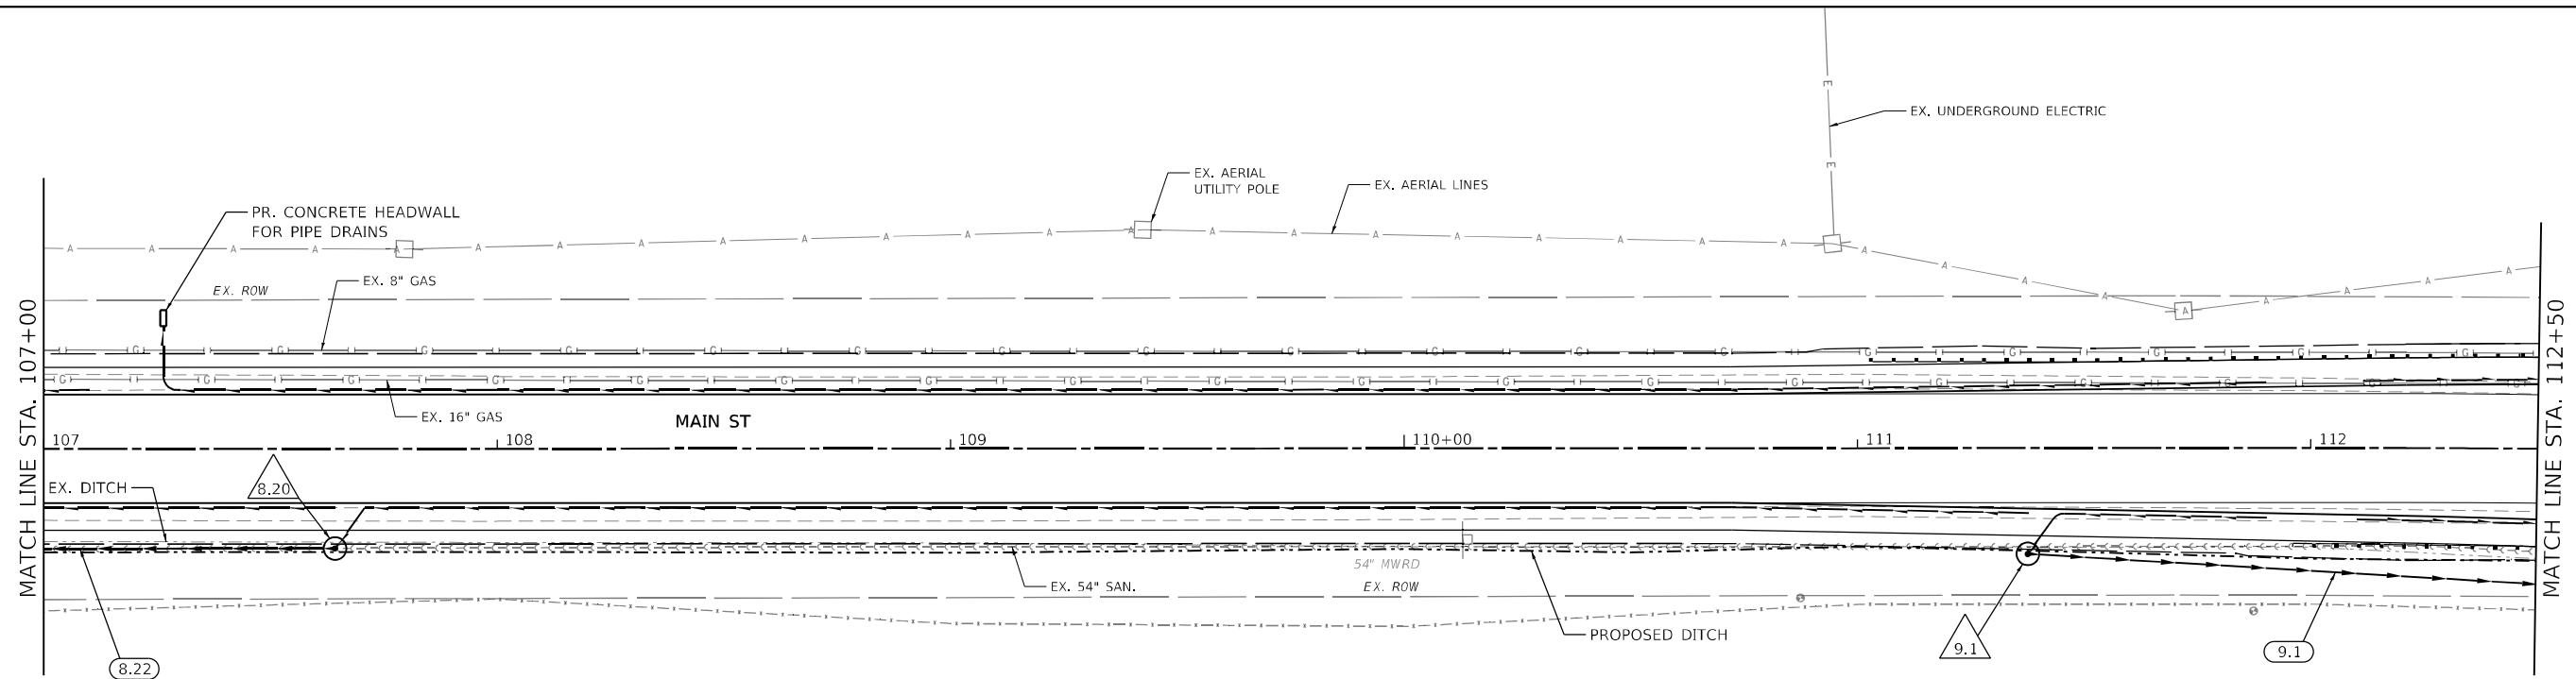 EX. UNDERGROUND ELECTRIC
EX. AERIAL
UTILITY POLE
EX. AERIAL LINES
PR. CONCRETE HEADWALL
FOR PIPE DRAINS
EX. ROW
EX. 8" GAS
EX. 16" GAS
MAIN ST
MATCH LINE STA. 107+00
MATCH LINE STA. 112+50
107
108
109
110+00
111
112
EX. DITCH
8.20
54" MWRD
EX. 54" SAN.
EX. ROW
PROPOSED DITCH
9.1
9.1
8.22